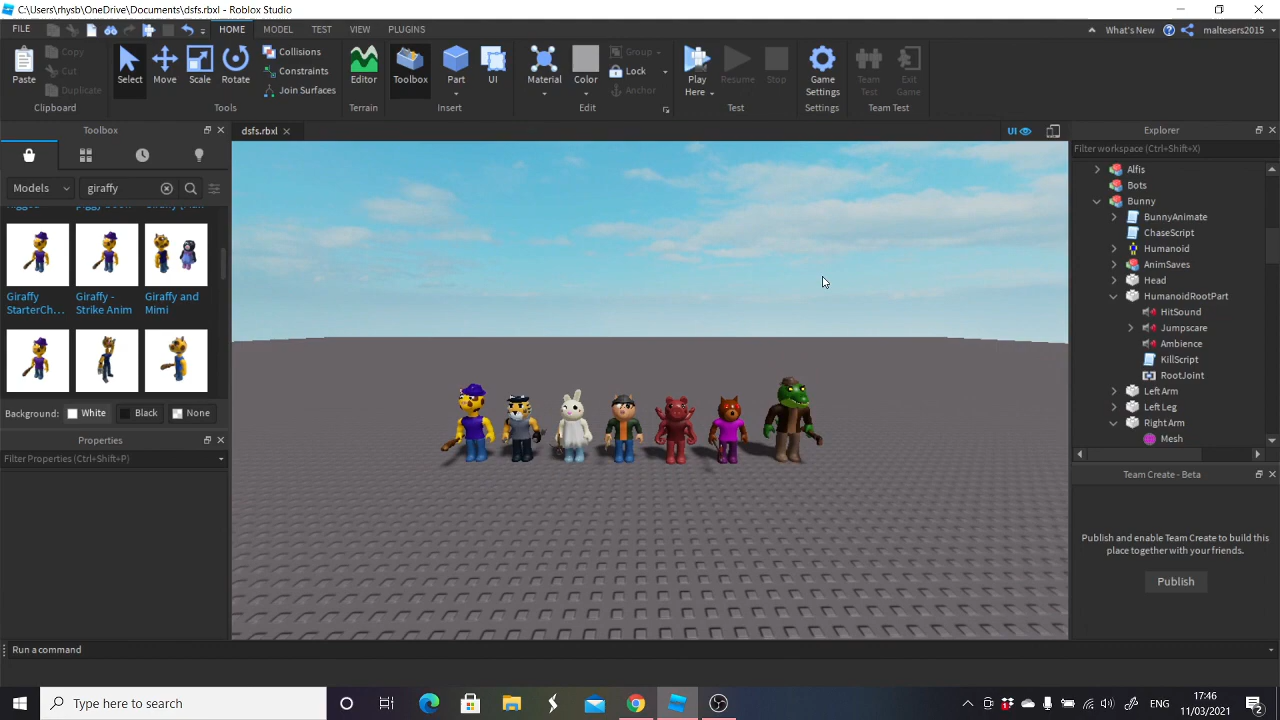 C:\Users\rhysb\OneDrive\Documents\dsfs.rbxl - Roblox Studio
FILE HOME MODEL TEST VIEW PLUGINS What's New maltesers2015
Paste Copy Cut Duplicate
Select Move Scale Rotate
Collisions
Constraints
Join Surfaces
Editor
Toolbox Part UI
Material Color
Group
Lock
Anchor
Play Here Resume Stop
Game Settings
Team Test Exit Game
Clipboard Tools Terrain Insert Edit Test Settings Team Test
Toolbox
Models giraffy
Giraffy StarterCh...
Giraffy - Strike Anim
Giraffy and Mimi
Background: White Black None
Properties
Filter Properties (Ctrl+Shift+P)
dsfs.rbxl
UI
Explorer
Filter workspace (Ctrl+Shift+X)
Alfis
Bots
Bunny
BunnyAnimate
ChaseScript
Humanoid
AnimSaves
Head
HumanoidRootPart
HitSound
Jumpscare
Ambience
KillScript
RootJoint
Left Arm
Left Leg
Right Arm
Mesh
Team Create - Beta
Publish and enable Team Create to build this
place together with your friends.
Publish
Run a command
Type here to search
ENG
17:46
11/03/2021
2